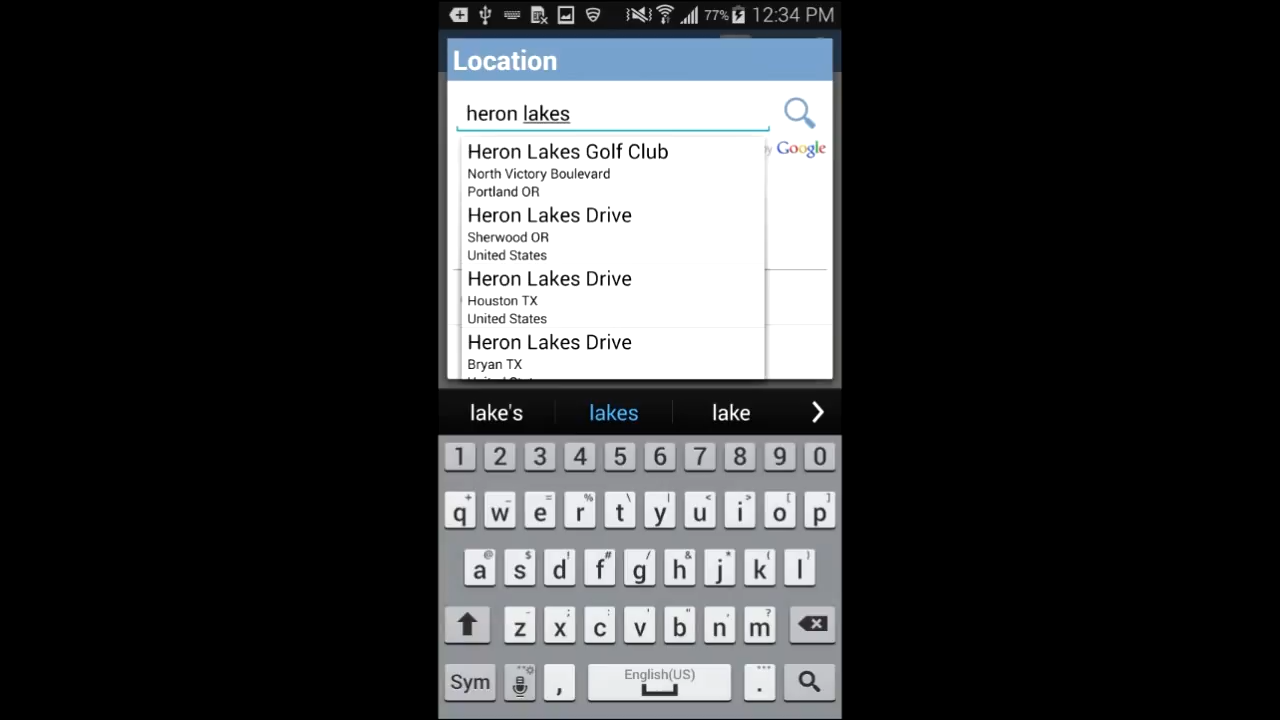 77% 12:34 PM
Location
heron lakes
Heron Lakes Golf Club
North Victory Boulevard
Portland OR
by Google
Heron Lakes Drive
Sherwood OR
United States
Heron Lakes Drive
Houston TX
United States
Heron Lakes Drive
Bryan TX
lake's lakes lake
1 2 3 4 5 6 7 8 9 0
q w e r t y u i o p
a s d f g h j k l
z x c v b n m
Sym , English(US) .